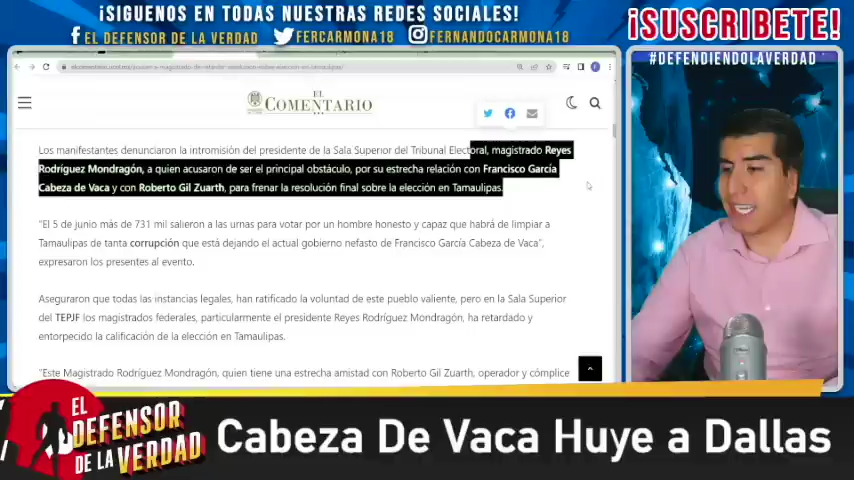 ¡SIGUENOS EN TODAS NUESTRAS REDES SOCIALES!
EL DEFENSOR DE LA VERDAD FERCARMONA18 FERNANDOCARMONA18
¡SUSCRIBETE!
#DEFENDIENDOLAVERDAD
EL
COMENTARIO
Los manifestantes denunciaron la intromisión del presidente de la Sala Superior del Tribunal Electoral, magistrado Reyes
Rodríguez Mondragón, a quien acusaron de ser el principal obstáculo, por su estrecha relación con Francisco García
Cabeza de Vaca y con Roberto Gil Zuarth, para frenar la resolución final sobre la elección en Tamaulipas.
"El 5 de junio más de 731 mil salieron a las urnas para votar por un hombre honesto y capaz que habrá de limpiar a
Tamaulipas de tanta corrupción que está dejando el actual gobierno nefasto de Francisco García Cabeza de Vaca",
expresaron los presentes al evento.
Aseguraron que todas las instancias legales, han ratificado la voluntad de este pueblo valiente, pero en la Sala Superior
del TEPJF los magistrados federales, particularmente el presidente Reyes Rodríguez Mondragón, ha retardado y
entorpecido la calificación de la elección en Tamaulipas.
"Este Magistrado Rodríguez Mondragón, quien tiene una estrecha amistad con Roberto Gil Zuarth, operador y cómplice
EL
DEFENSOR
DE LA VERDAD
Cabeza De Vaca Huye a Dallas